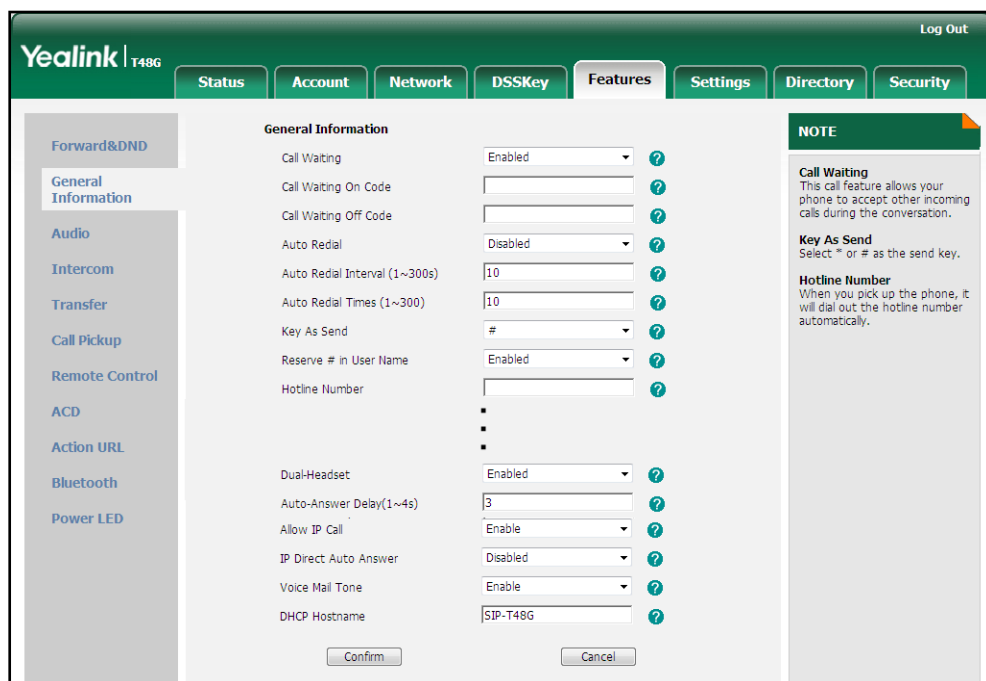 Log Out
Yealink T48G
Status Account Network DSSKey Features Settings Directory Security
Forward&DND
General
Information
Audio
Intercom
Transfer
Call Pickup
Remote Control
ACD
Action URL
Bluetooth
Power LED
General Information
Call Waiting Enabled ?
Call Waiting On Code ?
Call Waiting Off Code ?
Auto Redial Disabled ?
Auto Redial Interval (1~300s) 10 ?
Auto Redial Times (1~300) 10 ?
Key As Send # ?
Reserve # in User Name Enabled ?
Hotline Number ?
Dual-Headset Enabled ?
Auto-Answer Delay(1~4s) 3 ?
Allow IP Call Enable ?
IP Direct Auto Answer Disabled ?
Voice Mail Tone Enable ?
DHCP Hostname SIP-T48G ?
Confirm Cancel
NOTE
Call Waiting
This call feature allows your
phone to accept other incoming
calls during the conversation.
Key As Send
Select * or # as the send key.
Hotline Number
When you pick up the phone, it
will dial out the hotline number
automatically.